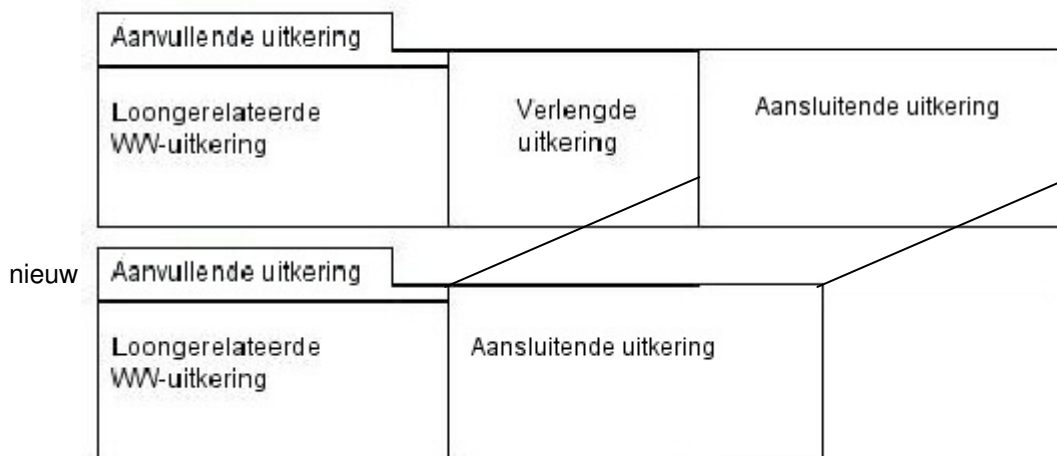 Aanvullende uitkering
Loongerelateerde
WW-uitkering
Verlengde
uitkering
Aansluitende uitkering
nieuw
Aanvullende uitkering
Loongerelateerde
WW-uitkering
Aansluitende uitkering